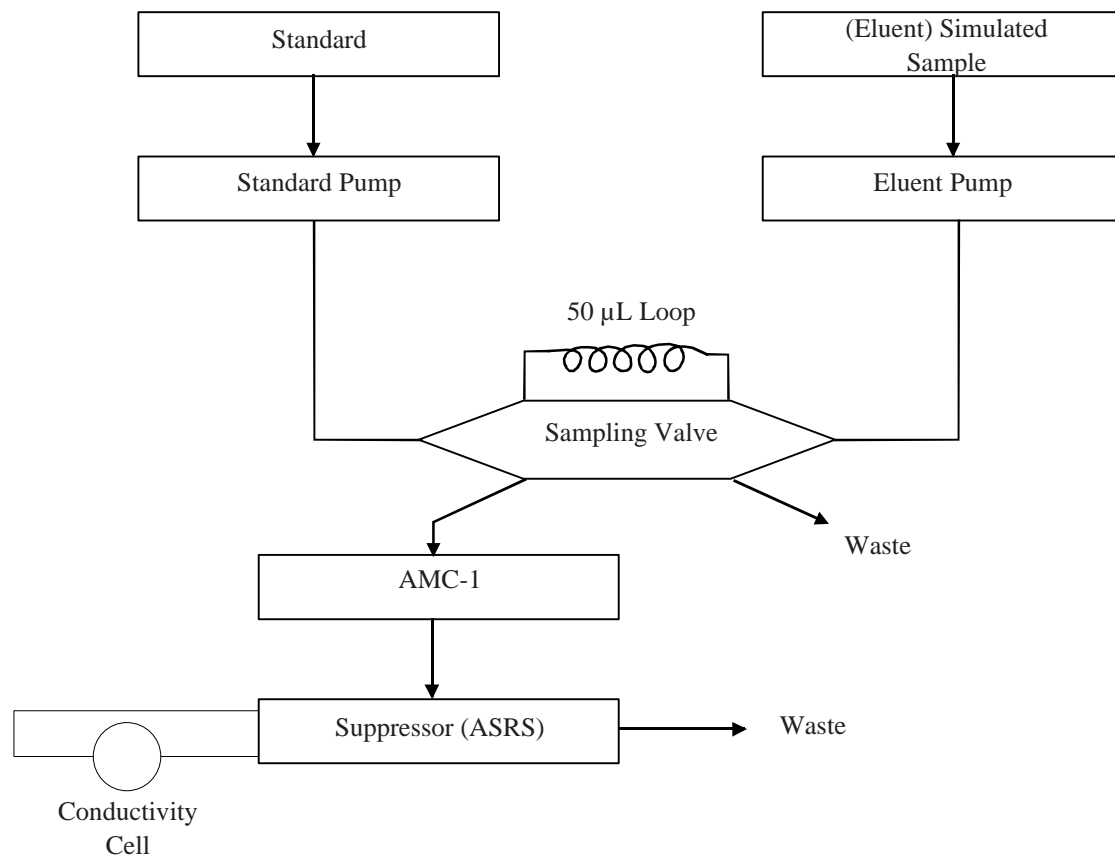 Standard
(Eluent) Simulated
Sample
Standard Pump
Eluent Pump
50 µL Loop
Sampling Valve
Waste
AMC-1
Suppressor (ASRS)
Waste
Conductivity
Cell